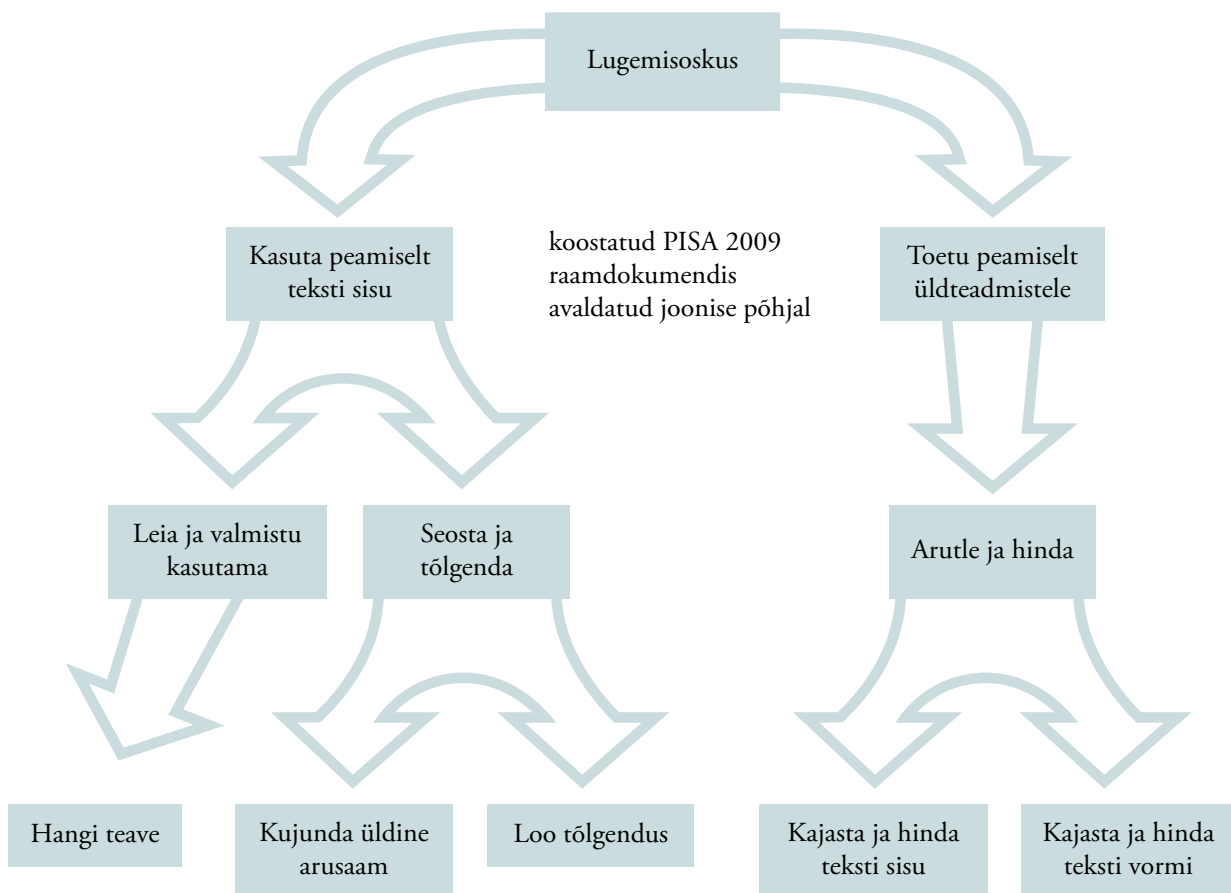 Lugemisoskus
Kasuta peamiselt
teksti sisu
koostatud PISA 2009
raamdokumendis
avaldatud joonise põhjal
Toetu peamiselt
üldteadmistele
Leia ja valmistu
kasutama
Seosta ja
tõlgenda
Arutle ja hinda
Hangi teave
Kujunda üldine
arusaam
Loo tõlgendus
Kajasta ja hinda
teksti sisu
Kajasta ja hinda
teksti vormi